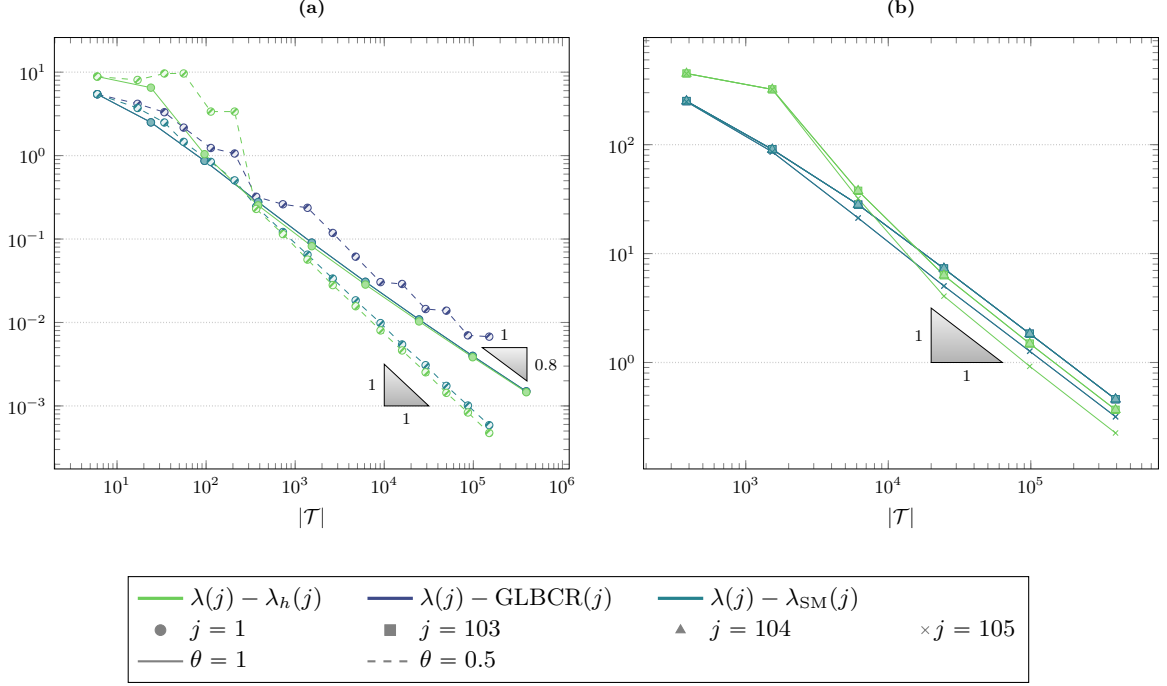 (a)
(b)
10^1
10^0
10^{-1}
10^{-2}
10^{-3}
10^1 10^2 10^3 10^4 10^5 10^6
|𝒯|
1
1
1
0.8
10^2
10^1
10^0
10^3 10^4 10^5
|𝒯|
1
1
λ(j) − λ_h(j) λ(j) − GLBCR(j) λ(j) − λ_SM(j)
j = 1 j = 103 j = 104 j = 105
θ = 1 θ = 0.5